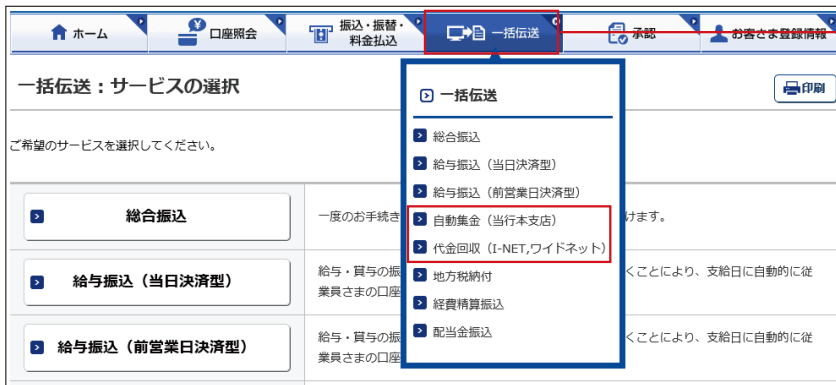 ホーム
口座照会
振込・振替・
料金払込
一括伝送
承認
お客さま登録情報
一括伝送：サービスの選択
印刷
ご希望のサービスを選択してください。
一括伝送
総合振込
給与振込（当日決済型）
給与振込（前営業日決済型）
自動集金（当行本支店）
代金回収（I-NET,ワイドネット）
地方税納付
経費精算振込
配当金振込
総合振込
一度のお手続き
けます。
給与振込（当日決済型）
給与・賞与の振
くことにより、支給日に自動的に従
業員さまの口座
給与振込（前営業日決済型）
給与・賞与の振
くことにより、支給日に自動的に従
業員さまの口座